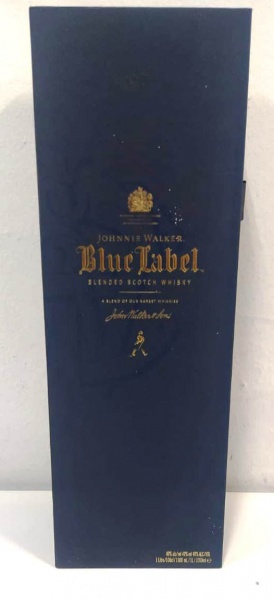 JOHNNIE WALKER
Blue Label
BLENDED SCOTCH WHISKY
A BLEND OF OUR RAREST WHISKIES
John Walker & Sons